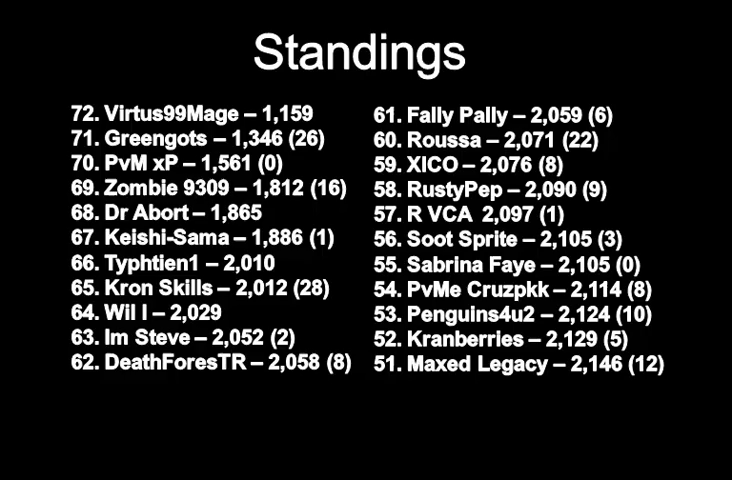 Standings
72. Virtus99Mage – 1,159
71. Greengots – 1,346 (26)
70. PvM xP – 1,561 (0)
69. Zombie 9309 – 1,812 (16)
68. Dr Abort – 1,865
67. Keishi-Sama – 1,886 (1)
66. Typhtien1 – 2,010
65. Kron Skills – 2,012 (28)
64. Wil l – 2,029
63. Im Steve – 2,052 (2)
62. DeathForesTR – 2,058 (8)
61. Fally Pally – 2,059 (6)
60. Roussa – 2,071 (22)
59. XICO – 2,076 (8)
58. RustyPep – 2,090 (9)
57. R VCA  2,097 (1)
56. Soot Sprite – 2,105 (3)
55. Sabrina Faye – 2,105 (0)
54. PvMe Cruzpkk – 2,114 (8)
53. Penguins4u2 – 2,124 (10)
52. Kranberries – 2,129 (5)
51. Maxed Legacy – 2,146 (12)